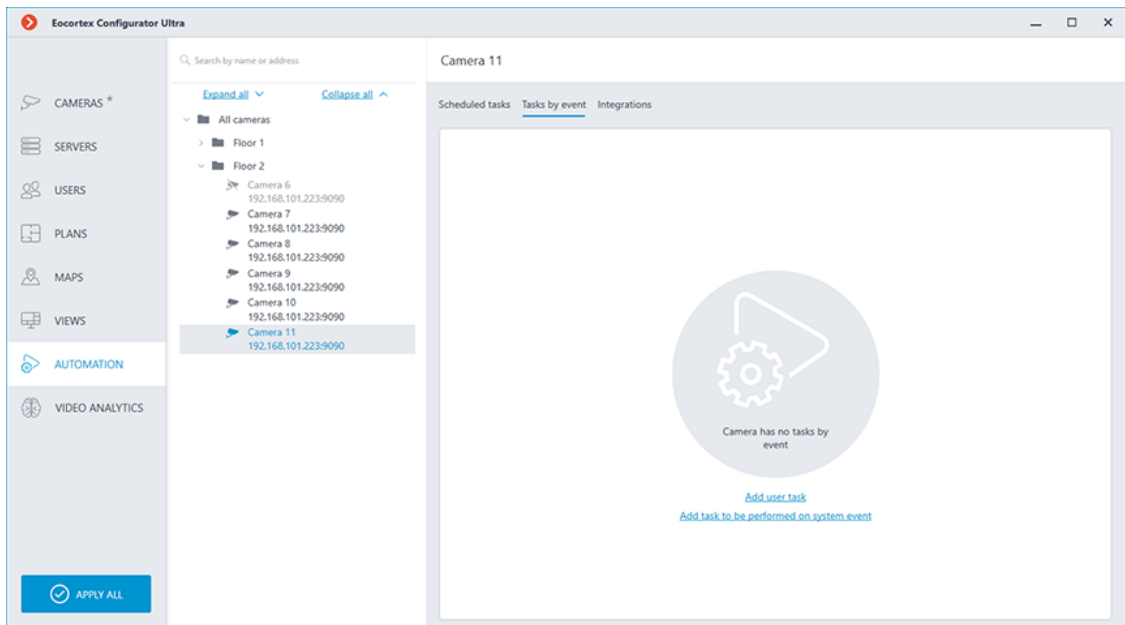 Eocortex Configurator Ultra
CAMERAS *
SERVERS
USERS
PLANS
MAPS
VIEWS
AUTOMATION
VIDEO ANALYTICS
APPLY ALL
Search by name or address
Expand all Collapse all
All cameras
Floor 1
Floor 2
Camera 6
192.168.101.223:9090
Camera 7
192.168.101.223:9090
Camera 8
192.168.101.223:9090
Camera 9
192.168.101.223:9090
Camera 10
192.168.101.223:9090
Camera 11
192.168.101.223:9090
Camera 11
Scheduled tasks Tasks by event Integrations
Camera has no tasks by
event
Add user task
Add task to be performed on system event